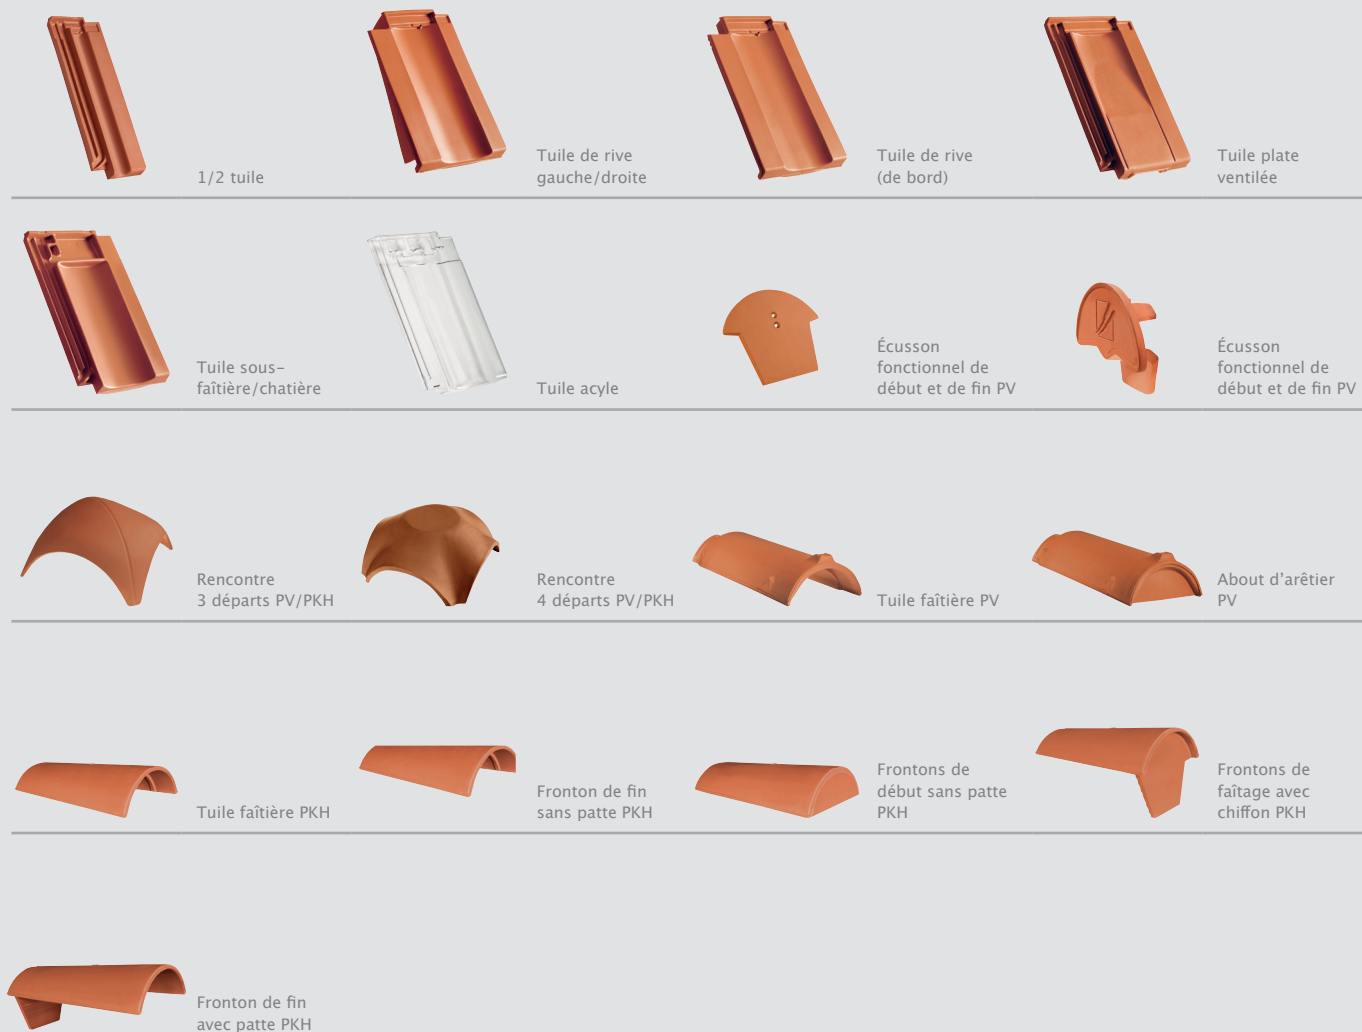 1/2 tuile
Tuile de rive
gauche/droite
Tuile de rive
(de bord)
Tuile plate
ventilée
Tuile sous-
faîtière/chatière
Tuile acyle
Écusson
fonctionnel de
début et de fin PV
Écusson
fonctionnel de
début et de fin PV
Rencontre
3 départs PV/PKH
Rencontre
4 départs PV/PKH
Tuile faîtière PV
About d'arêtier
PV
Tuile faîtière PKH
Fronton de fin
sans patte PKH
Frontons de
début sans patte
PKH
Frontons de
faîtage avec
chiffon PKH
Fronton de fin
avec patte PKH